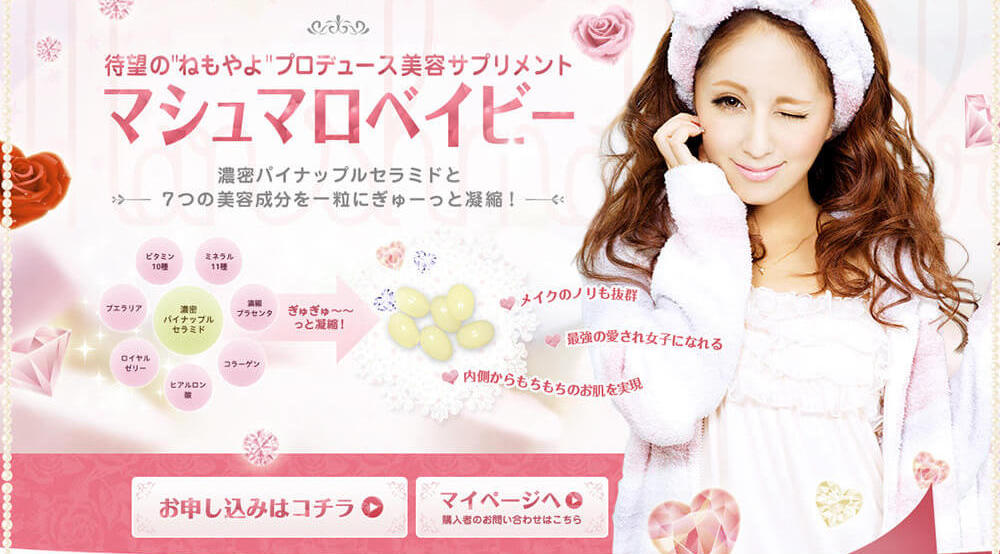 待望の"ねもやよ"プロデュース美容サプリメント
マシュマロベイビー
濃密パイナップルセラミドと
7つの美容成分を一粒にぎゅーっと凝縮！
ビタミン
10種
ミネラル
11種
プエラリア
濃密
パイナップル
セラミド
濃縮
プラセンタ
ロイヤル
ゼリー
コラーゲン
ヒアルロン
酸
ぎゅぎゅ〜〜
っと凝縮！
メイクのノリも抜群
最強の愛され女子になれる
内側からもちもちのお肌を実現
お申し込みはコチラ
マイページへ
購入者のお問い合わせはこちら